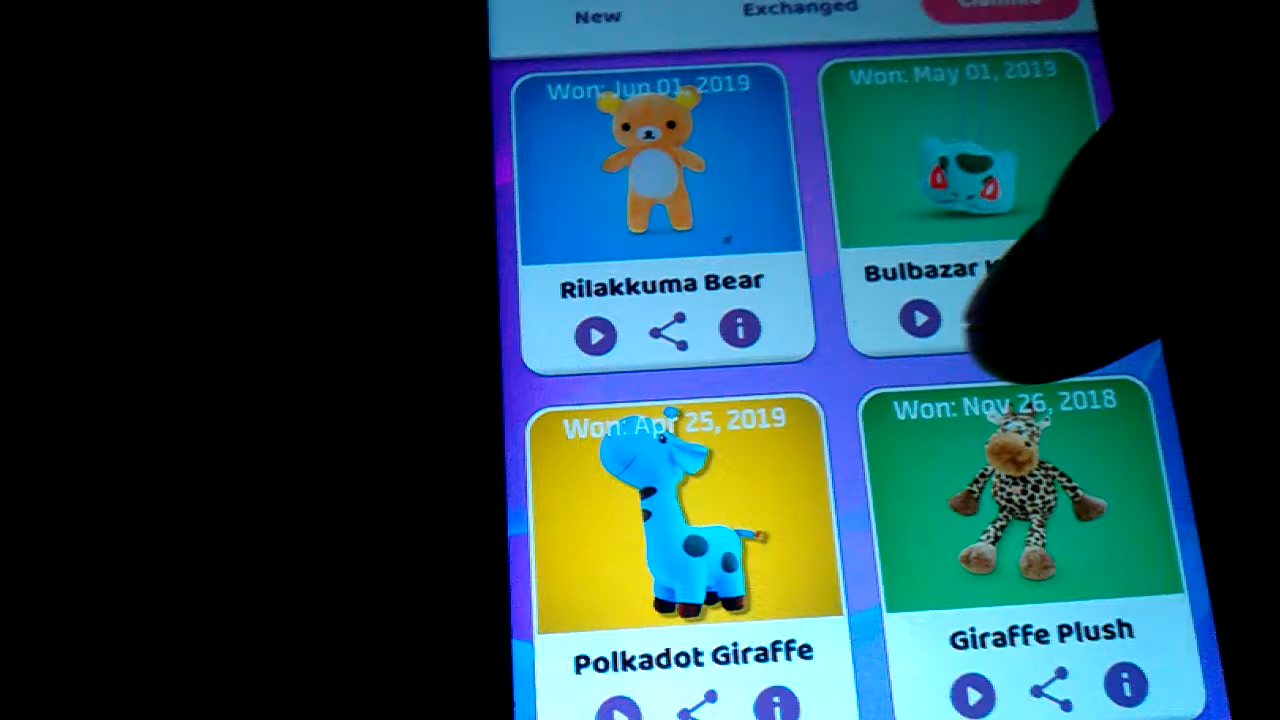 New
Exchanged
Claimed
Won: Jun 01, 2019
Won: May 01, 2019
Rilakkuma Bear
Bulbazar
Won: Apr 25, 2019
Won: Nov 26, 2018
Polkadot Giraffe
Giraffe Plush